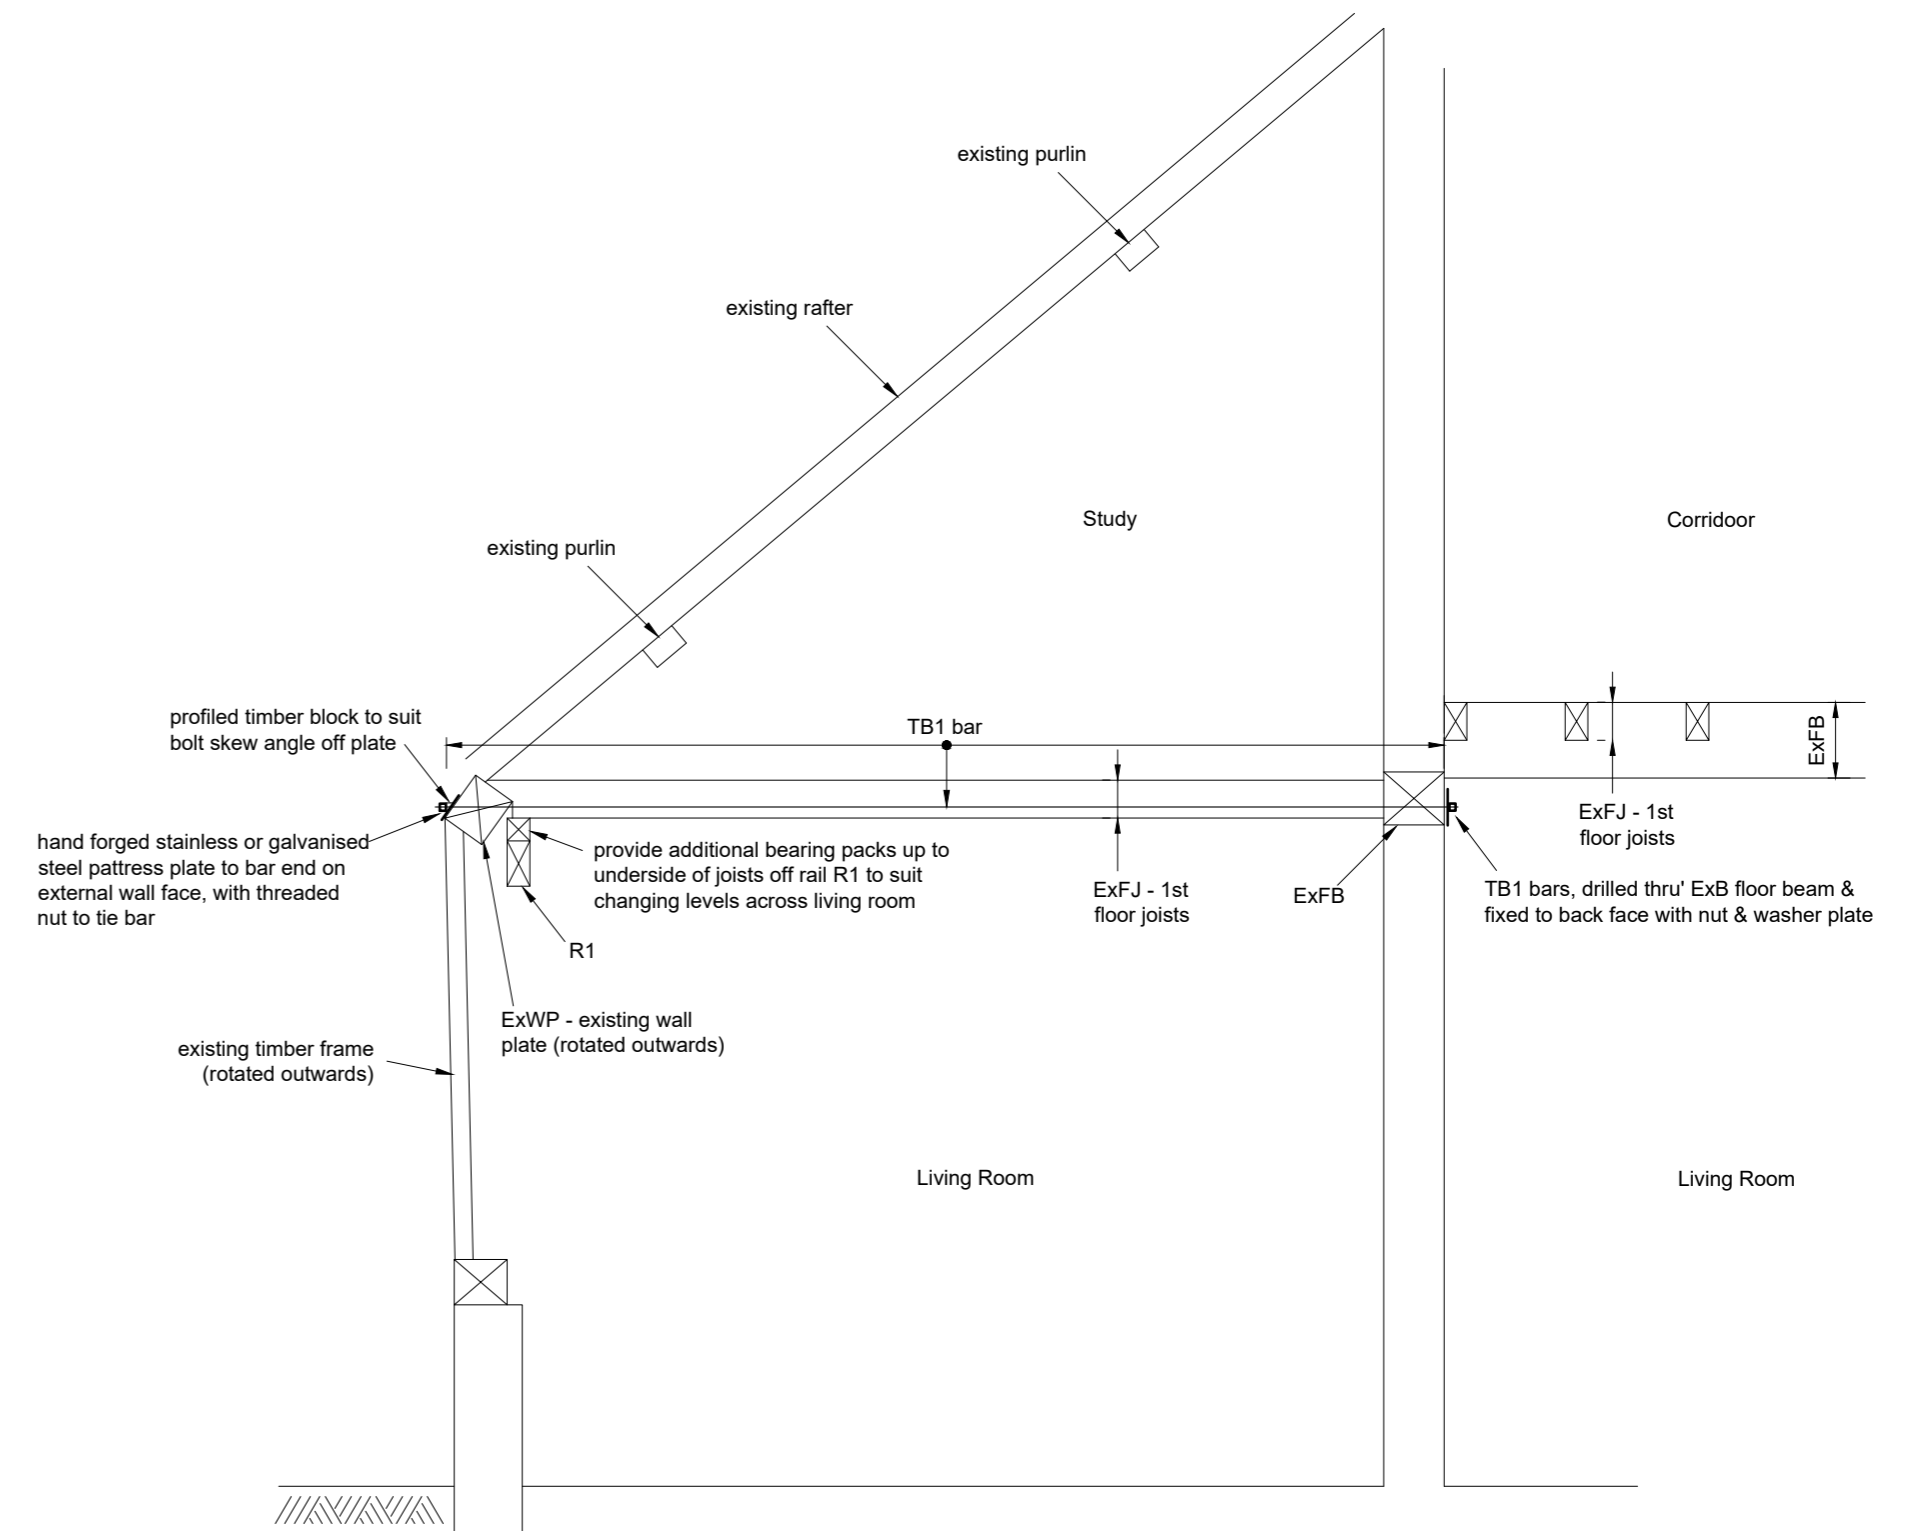 existing purlin
existing rafter
Study
Corridoor
existing purlin
profiled timber block to suit
bolt skew angle off plate
TB1 bar
ExFB
hand forged stainless or galvanised
steel pattress plate to bar end on
external wall face, with threaded
nut to tie bar
provide additional bearing packs up to
underside of joists off rail R1 to suit
changing levels across living room
ExFJ - 1st
floor joists
ExFB
ExFJ - 1st
floor joists
TB1 bars, drilled thru' ExB floor beam &
fixed to back face with nut & washer plate
R1
ExWP - existing wall
plate (rotated outwards)
existing timber frame
(rotated outwards)
Living Room
Living Room